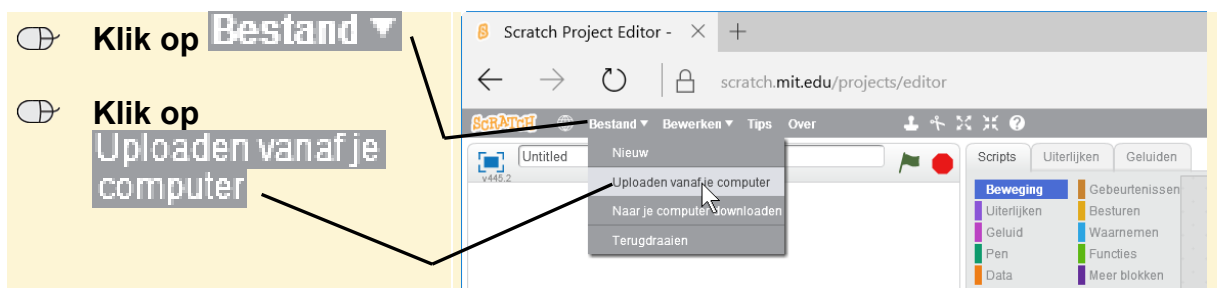 Klik op Bestand
Klik op
Uploaden vanaf je
computer
Scratch Project Editor -
scratch.mit.edu/projects/editor
SCRATCH Bestand Bewerken Tips Over
Untitled
v445.2
Nieuw
Uploaden vanaf je computer
Naar je computer downloaden
Terugdraaien
Scripts Uiterlijken Geluiden
Beweging Gebeurtenissen
Uiterlijken Besturen
Geluid Waarnemen
Pen Functies
Data Meer blokken